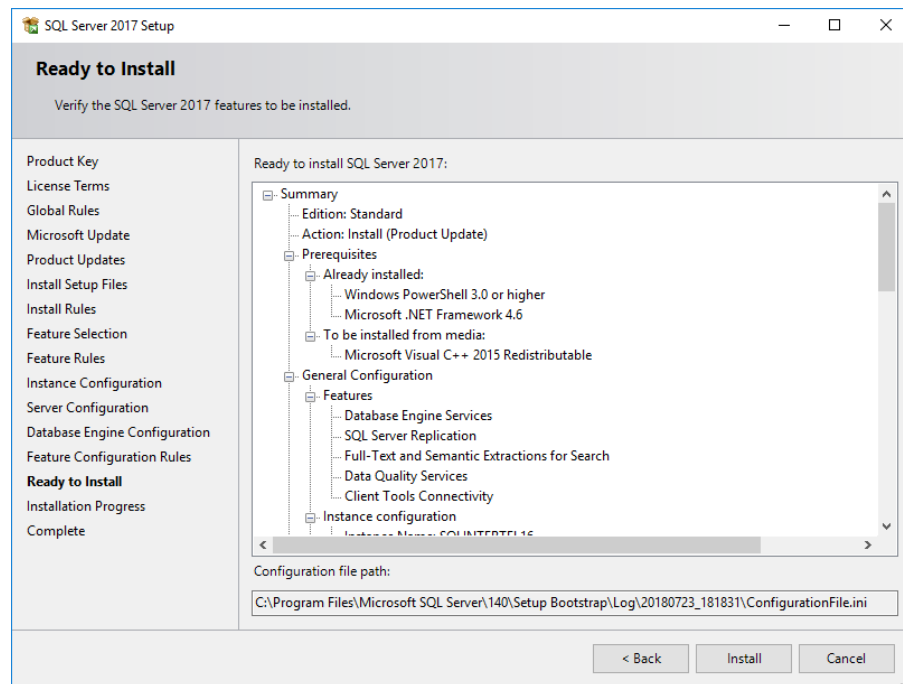 SQL Server 2017 Setup
Ready to Install
Verify the SQL Server 2017 features to be installed.
Product Key
License Terms
Global Rules
Microsoft Update
Product Updates
Install Setup Files
Install Rules
Feature Selection
Feature Rules
Instance Configuration
Server Configuration
Database Engine Configuration
Feature Configuration Rules
Ready to Install
Installation Progress
Complete
Ready to install SQL Server 2017:
Summary
Edition: Standard
Action: Install (Product Update)
Prerequisites
Already installed:
Windows PowerShell 3.0 or higher
Microsoft .NET Framework 4.6
To be installed from media:
Microsoft Visual C++ 2015 Redistributable
General Configuration
Features
Database Engine Services
SQL Server Replication
Full-Text and Semantic Extractions for Search
Data Quality Services
Client Tools Connectivity
Instance configuration
Instance Name:
Configuration file path:
C:\Program Files\Microsoft SQL Server\140\Setup Bootstrap\Log\20180723_181831\ConfigurationFile.ini
< Back
Install
Cancel